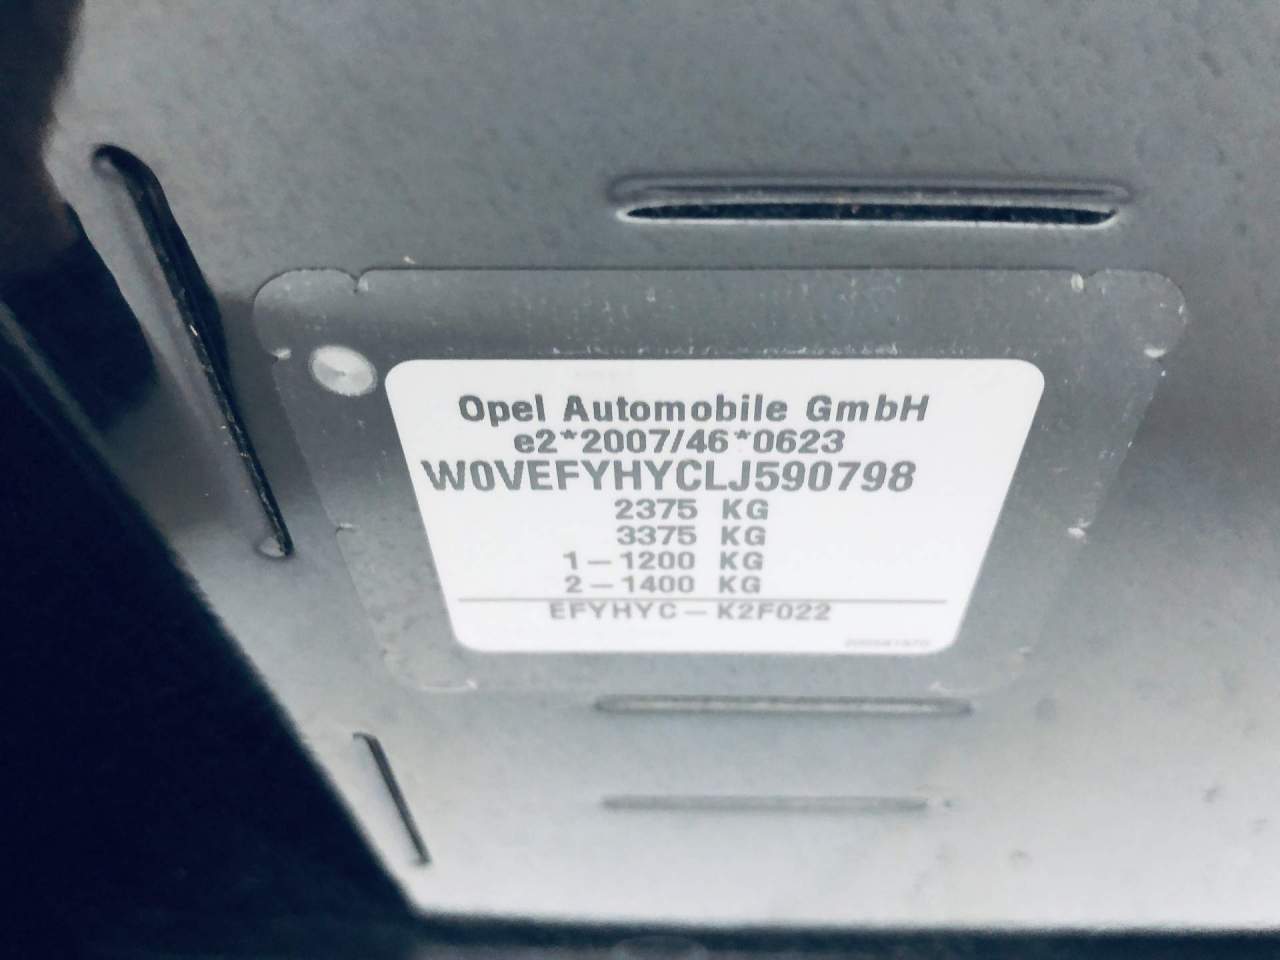 Opel Automobile GmbH
e2*2007/46*0623
W0VEFYHYCLJ590798
2375 KG
3375 KG
1 – 1200 KG
2 – 1400 KG
EFYHYC – K2F022